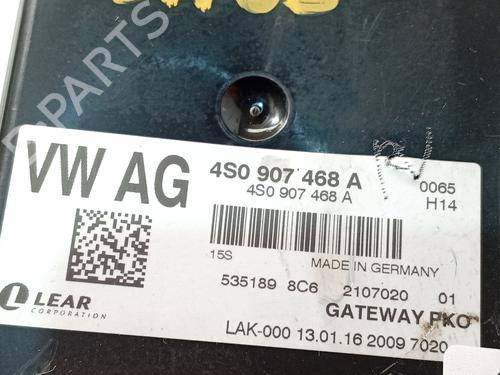 B-PARTS
VW AG
4S0 907 468 A
4S0 907 468 A
0065
H14
15S
MADE IN GERMANY
535189 8C6 2107020 01
LEAR
CORPORATION
GATEWAY PKO
LAK-000 13.01.16 2009 7020